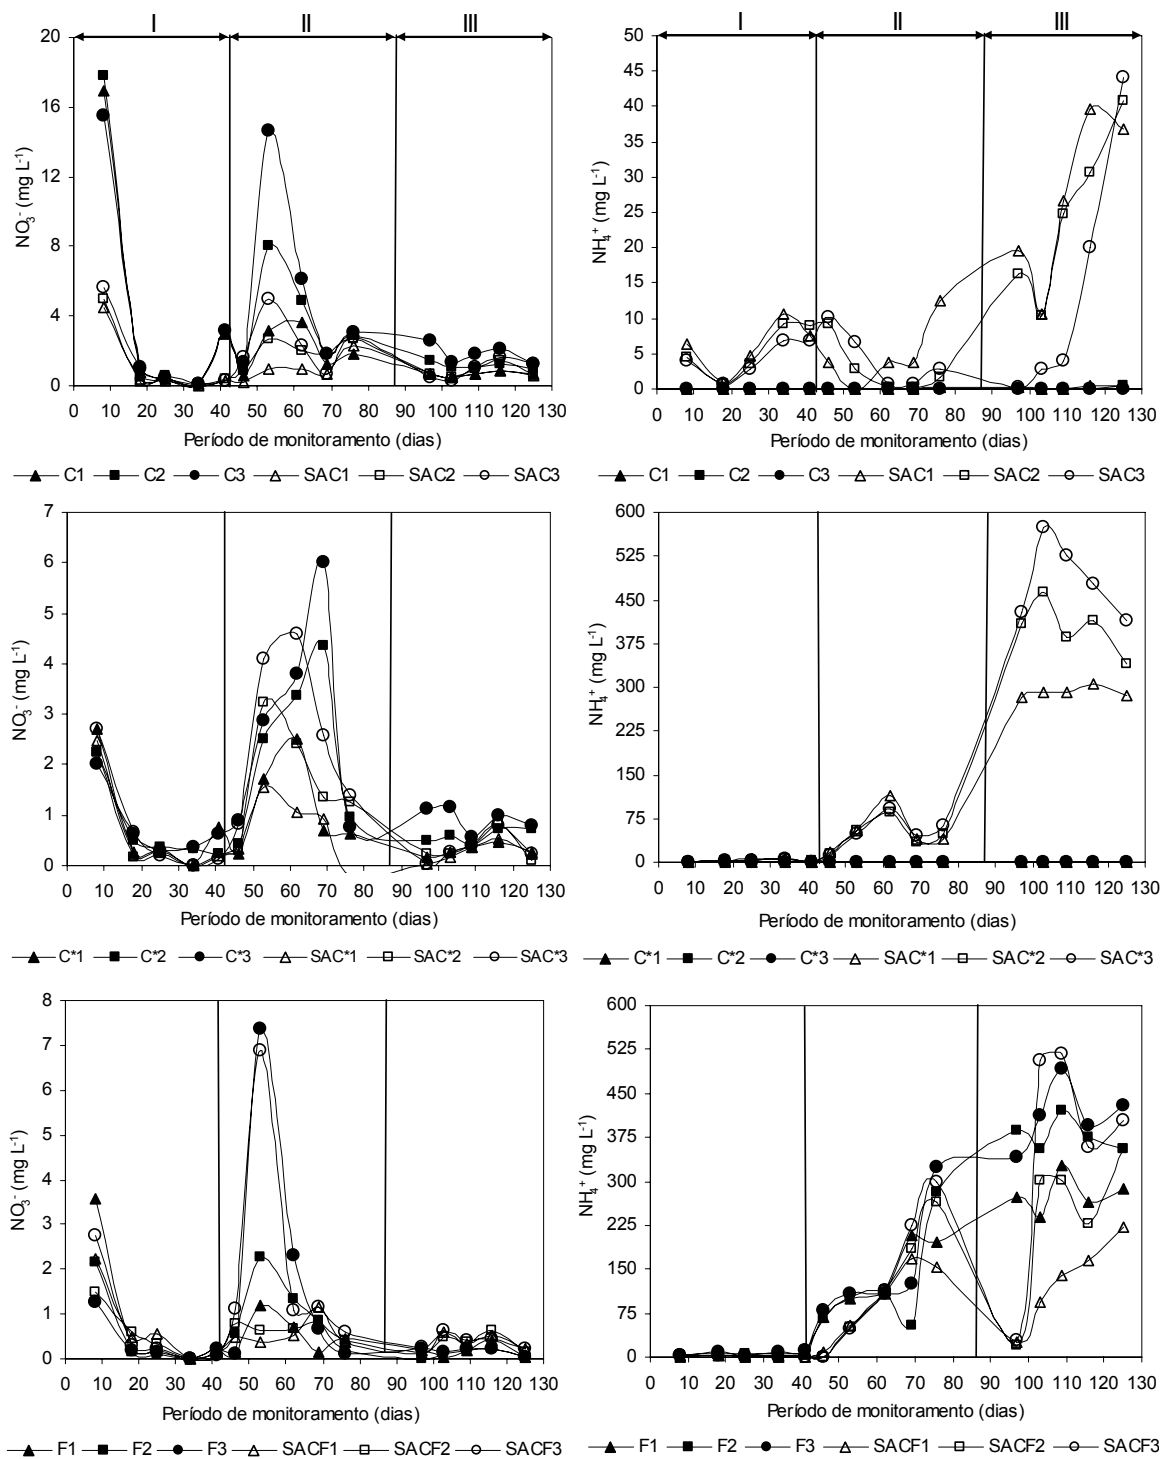 I II III
20
16
12
8
4
0
0 10 20 30 40 50 60 70 80 90 100 110 120 130
NO₃⁻ (mg L⁻¹)
Período de monitoramento (dias)
C1 C2 C3 SAC1 SAC2 SAC3
I II III
50
45
40
35
30
25
20
15
10
5
0
0 10 20 30 40 50 60 70 80 90 100 110 120 130
NH₄⁺ (mg L⁻¹)
Período de monitoramento (dias)
C1 C2 C3 SAC1 SAC2 SAC3
7
6
5
4
3
2
1
0
0 10 20 30 40 50 60 70 80 90 100 110 120 130
NO₃⁻ (mg L⁻¹)
Período de monitoramento (dias)
C*1 C*2 C*3 SAC*1 SAC*2 SAC*3
600
525
450
375
300
225
150
75
0
0 10 20 30 40 50 60 70 80 90 100 110 120 130
NH₄⁺ (mg L⁻¹)
Período de monitoramento (dias)
C*1 C*2 C*3 SAC*1 SAC*2 SAC*3
8
7
6
5
4
3
2
1
0
0 10 20 30 40 50 60 70 80 90 100 110 120 130
NO₃⁻ (mg L⁻¹)
Período de monitoramento (dias)
F1 F2 F3 SACF1 SACF2 SACF3
600
525
450
375
300
225
150
75
0
0 10 20 30 40 50 60 70 80 90 100 110 120 130
NH₄⁺ (mg L⁻¹)
Período de monitoramento (dias)
F1 F2 F3 SACF1 SACF2 SACF3